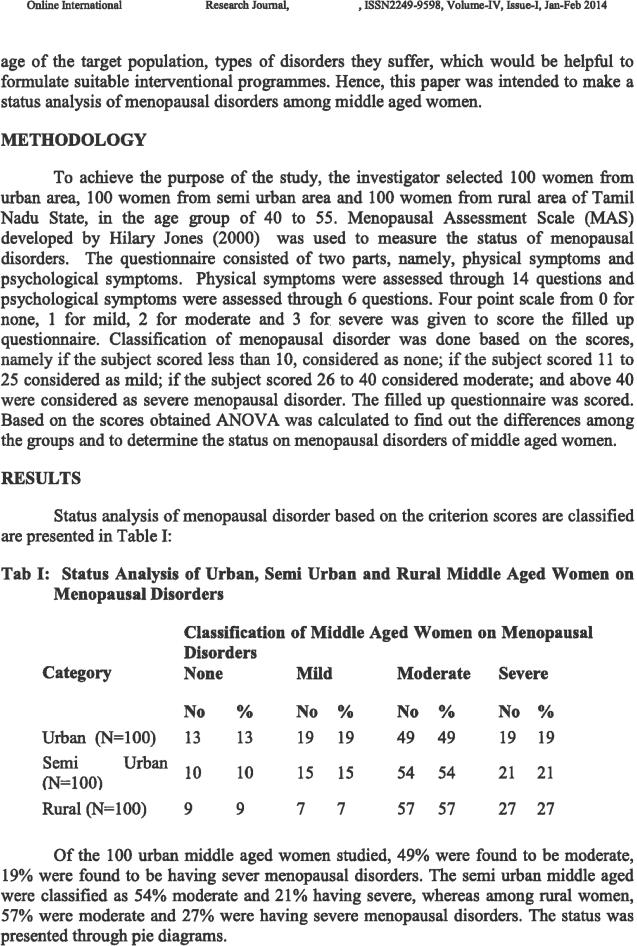 Online International Research Journal, , ISSN2249-9598, Volume-IV, Issue-I, Jan-Feb 2014
age of the target population, types of disorders they suffer, which would be helpful to
formulate suitable interventional programmes. Hence, this paper was intended to make a
status analysis of menopausal disorders among middle aged women.
METHODOLOGY
To achieve the purpose of the study, the investigator selected 100 women from
urban area, 100 women from semi urban area and 100 women from rural area of Tamil
Nadu State, in the age group of 40 to 55. Menopausal Assessment Scale (MAS)
developed by Hilary Jones (2000) was used to measure the status of menopausal
disorders. The questionnaire consisted of two parts, namely, physical symptoms and
psychological symptoms. Physical symptoms were assessed through 14 questions and
psychological symptoms were assessed through 6 questions. Four point scale from 0 for
none, 1 for mild, 2 for moderate and 3 for severe was given to score the filled up
questionnaire. Classification of menopausal disorder was done based on the scores,
namely if the subject scored less than 10, considered as none; if the subject scored 11 to
25 considered as mild; if the subject scored 26 to 40 considered moderate; and above 40
were considered as severe menopausal disorder. The filled up questionnaire was scored.
Based on the scores obtained ANOVA was calculated to find out the differences among
the groups and to determine the status on menopausal disorders of middle aged women.
RESULTS
Status analysis of menopausal disorder based on the criterion scores are classified
are presented in Table I:
Tab I: Status Analysis of Urban, Semi Urban and Rural Middle Aged Women on
Menopausal Disorders
Classification of Middle Aged Women on Menopausal
Disorders
Category None Mild Moderate Severe
No % No % No % No %
Urban (N=100) 13 13 19 19 49 49 19 19
Semi Urban
(N=100) 10 10 15 15 54 54 21 21
Rural (N=100) 9 9 7 7 57 57 27 27
Of the 100 urban middle aged women studied, 49% were found to be moderate,
19% were found to be having sever menopausal disorders. The semi urban middle aged
were classified as 54% moderate and 21% having severe, whereas among rural women,
57% were moderate and 27% were having severe menopausal disorders. The status was
presented through pie diagrams.